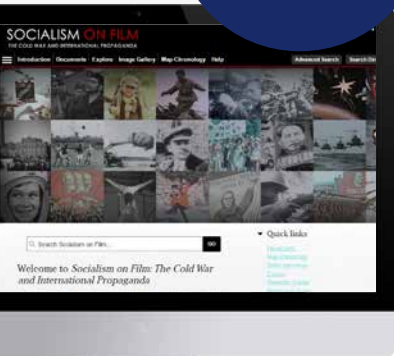 SOCIALISM ON FILM
THE COLD WAR AND INTERNATIONAL PROPAGANDA
Introduction Documents Explore Image Gallery Map-Chronology Help
Advanced Search
Search
Search Socialism on Film...
GO
Quick links
Welcome to Socialism on Film: The Cold War
and International Propaganda